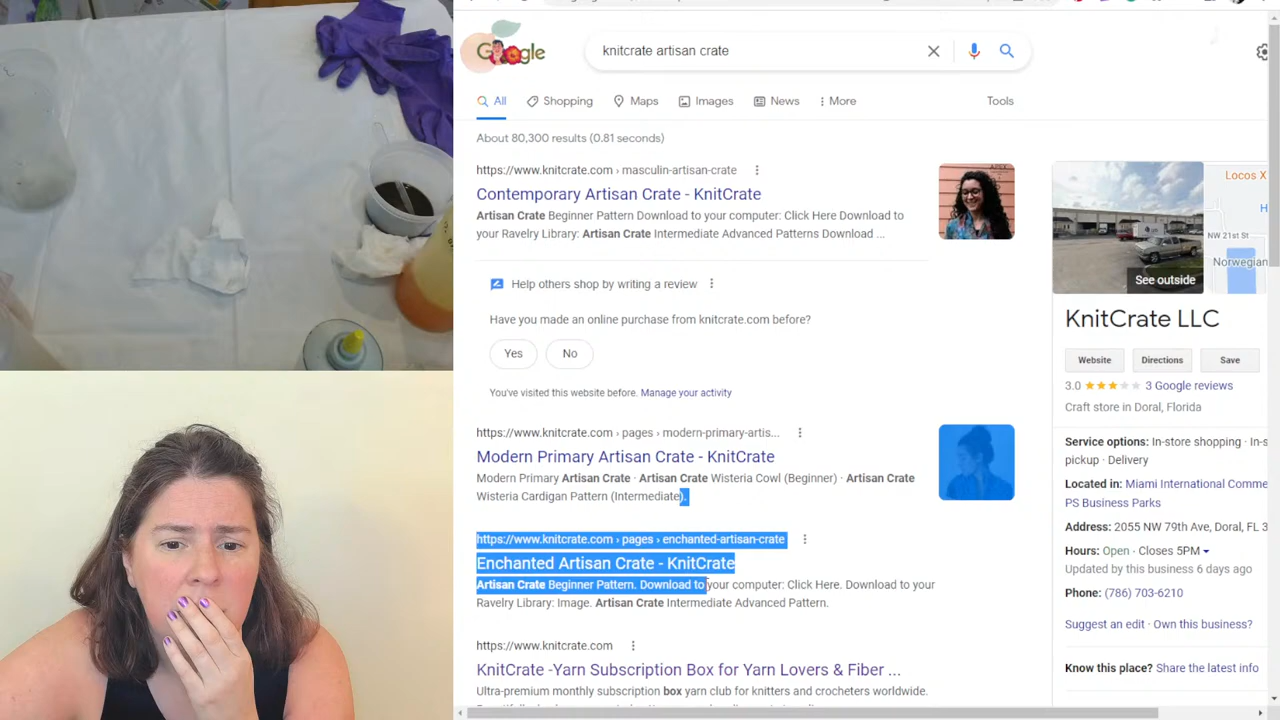 Google
knitcrate artisan crate
All
Shopping
Maps
Images
News
More
Tools
About 80,300 results (0.81 seconds)
https://www.knitcrate.com › masculin-artisan-crate
Contemporary Artisan Crate - KnitCrate
Artisan Crate Beginner Pattern Download to your computer: Click Here Download to
your Ravelry Library: Artisan Crate Intermediate Advanced Patterns Download ...
Help others shop by writing a review
Have you made an online purchase from knitcrate.com before?
Yes
No
You've visited this website before. Manage your activity
https://www.knitcrate.com › pages › modern-primary-artis...
Modern Primary Artisan Crate - KnitCrate
Modern Primary Artisan Crate · Artisan Crate Wisteria Cowl (Beginner) · Artisan Crate
Wisteria Cardigan Pattern (Intermediate).
https://www.knitcrate.com › pages › enchanted-artisan-crate
Enchanted Artisan Crate - KnitCrate
Artisan Crate Beginner Pattern. Download to your computer: Click Here. Download to your
Ravelry Library: Image. Artisan Crate Intermediate Advanced Pattern.
https://www.knitcrate.com
KnitCrate -Yarn Subscription Box for Yarn Lovers & Fiber ...
Ultra-premium monthly subscription box yarn club for knitters and crocheters worldwide.
See outside
Locos X
NW 21st St
Norwegian
KnitCrate LLC
Website
Directions
Save
3.0 3 Google reviews
Craft store in Doral, Florida
Service options: In-store shopping · In-s
pickup · Delivery
Located in: Miami International Comme
PS Business Parks
Address: 2055 NW 79th Ave, Doral, FL 3
Hours: Open · Closes 5PM
Updated by this business 6 days ago
Phone: (786) 703-6210
Suggest an edit · Own this business?
Know this place? Share the latest info